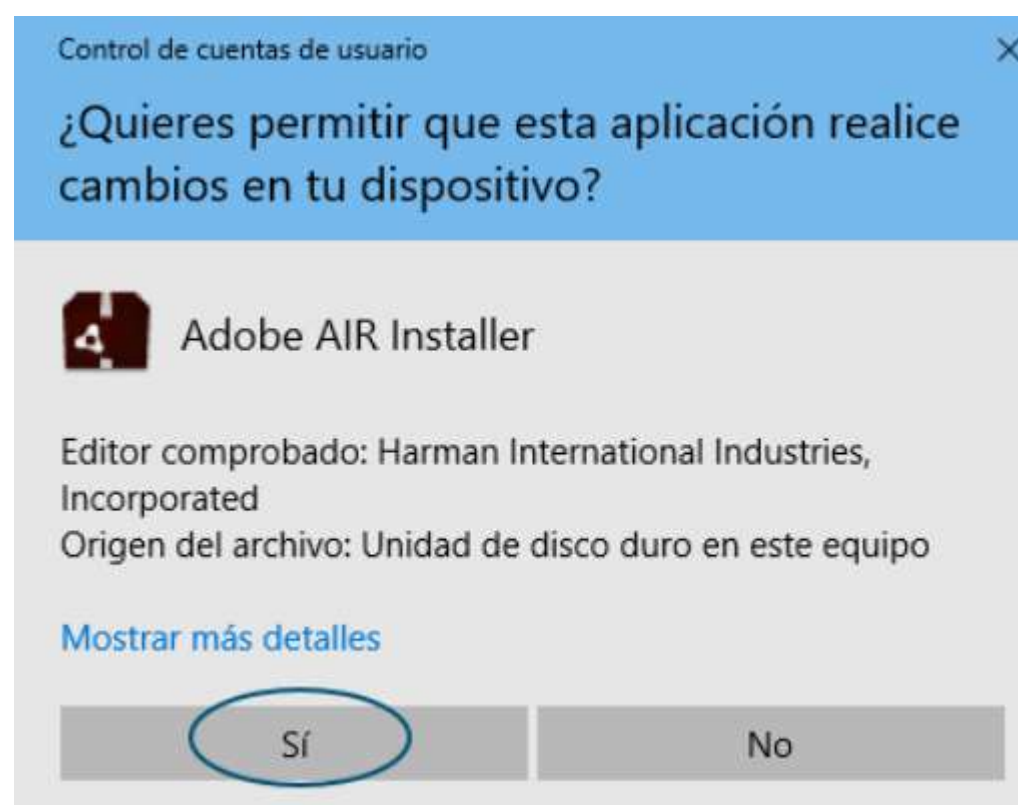 Control de cuentas de usuario
¿Quieres permitir que esta aplicación realice
cambios en tu dispositivo?
Adobe AIR Installer
Editor comprobado: Harman International Industries,
Incorporated
Origen del archivo: Unidad de disco duro en este equipo
Mostrar más detalles
Sí
No